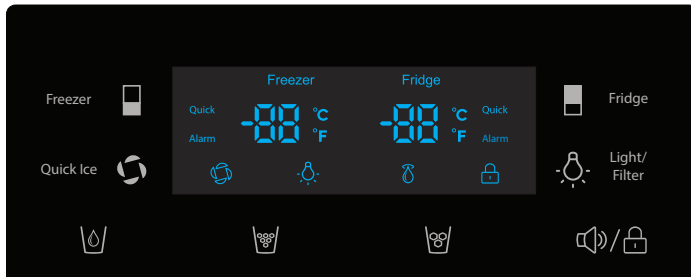 Freezer
Fridge
Freezer
Quick
-88
°C
°F
Alarm
-88
°C
°F
Quick
Alarm
Fridge
Quick Ice
Light/
Filter
/